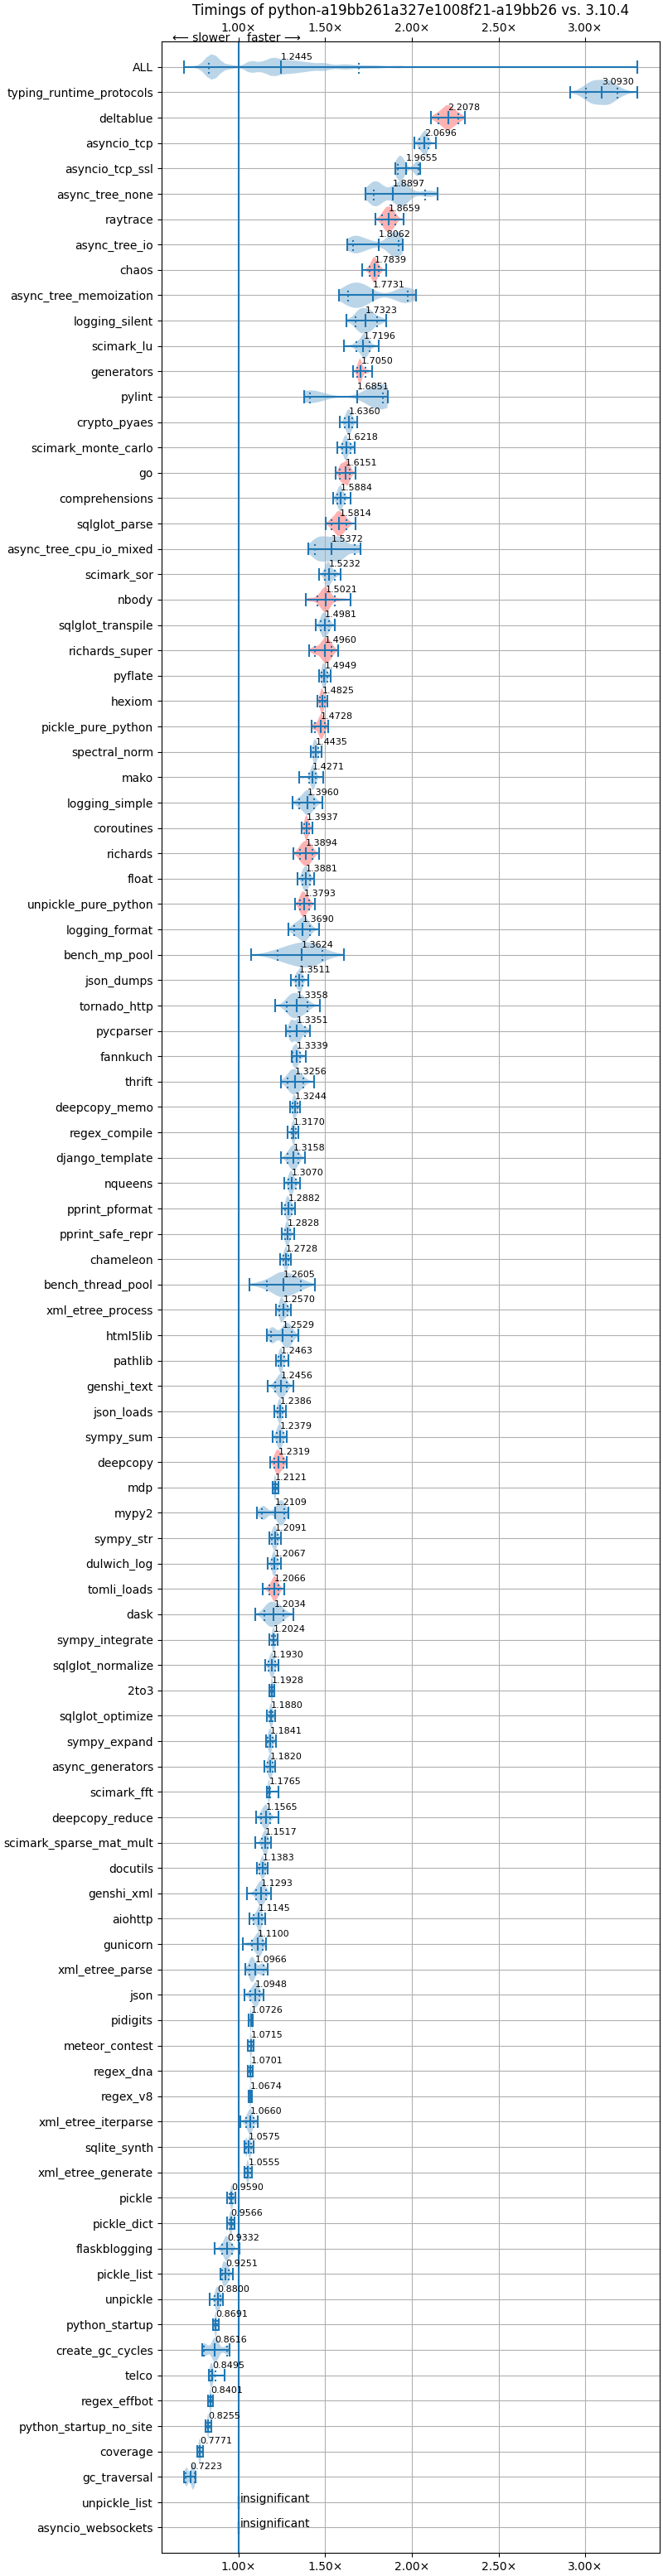 Timings of python-a19bb261a327e1008f21-a19bb26 vs. 3.10.4
1.00× 1.50× 2.00× 2.50× 3.00×
⟵ slower faster ⟶
ALL 1.2445
typing_runtime_protocols 3.0930
deltablue 2.2078
asyncio_tcp 2.0696
asyncio_tcp_ssl 1.9655
async_tree_none 1.8897
raytrace 1.8659
async_tree_io 1.8062
chaos 1.7839
async_tree_memoization 1.7731
logging_silent 1.7323
scimark_lu 1.7196
generators 1.7050
pylint 1.6851
crypto_pyaes 1.6360
scimark_monte_carlo 1.6218
go 1.6151
comprehensions 1.5884
sqlglot_parse 1.5814
async_tree_cpu_io_mixed 1.5372
scimark_sor 1.5232
nbody 1.5021
sqlglot_transpile 1.4981
richards_super 1.4960
pyflate 1.4949
hexiom 1.4825
pickle_pure_python 1.4728
spectral_norm 1.4435
mako 1.4271
logging_simple 1.3960
coroutines 1.3937
richards 1.3894
float 1.3881
unpickle_pure_python 1.3793
logging_format 1.3690
bench_mp_pool 1.3624
json_dumps 1.3511
tornado_http 1.3358
pycparser 1.3351
fannkuch 1.3339
thrift 1.3256
deepcopy_memo 1.3244
regex_compile 1.3170
django_template 1.3158
nqueens 1.3070
pprint_pformat 1.2882
pprint_safe_repr 1.2828
chameleon 1.2728
bench_thread_pool 1.2605
xml_etree_process 1.2570
html5lib 1.2529
pathlib 1.2463
genshi_text 1.2456
json_loads 1.2386
sympy_sum 1.2379
deepcopy 1.2319
mdp 1.2121
mypy2 1.2109
sympy_str 1.2091
dulwich_log 1.2067
tomli_loads 1.2066
dask 1.2034
sympy_integrate 1.2024
sqlglot_normalize 1.1930
2to3 1.1928
sqlglot_optimize 1.1880
sympy_expand 1.1841
async_generators 1.1820
scimark_fft 1.1765
deepcopy_reduce 1.1565
scimark_sparse_mat_mult 1.1517
docutils 1.1383
genshi_xml 1.1293
aiohttp 1.1145
gunicorn 1.1100
xml_etree_parse 1.0966
json 1.0948
pidigits 1.0726
meteor_contest 1.0715
regex_dna 1.0701
regex_v8 1.0674
xml_etree_iterparse 1.0660
sqlite_synth 1.0575
xml_etree_generate 1.0555
pickle 0.9590
pickle_dict 0.9566
flaskblogging 0.9332
pickle_list 0.9251
unpickle 0.8800
python_startup 0.8691
create_gc_cycles 0.8616
telco 0.8495
regex_effbot 0.8401
python_startup_no_site 0.8255
coverage 0.7771
gc_traversal 0.7223
unpickle_list insignificant
asyncio_websockets insignificant
1.00× 1.50× 2.00× 2.50× 3.00×